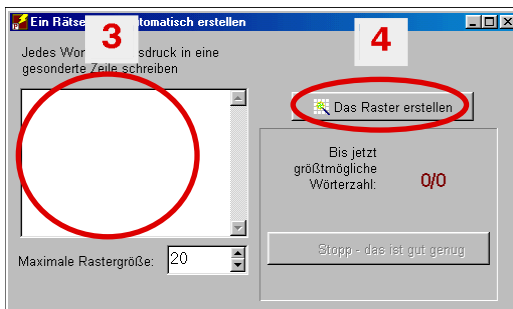 Ein Rätse tomatisch erstellen
3
4
Jedes Wor sdruck in eine
gesonderte Zeile schreiben
Das Raster erstellen
Bis jetzt
größtmögliche
Wörterzahl:
0/0
Stopp - das ist gut genug
Maximale Rastergröße:
20